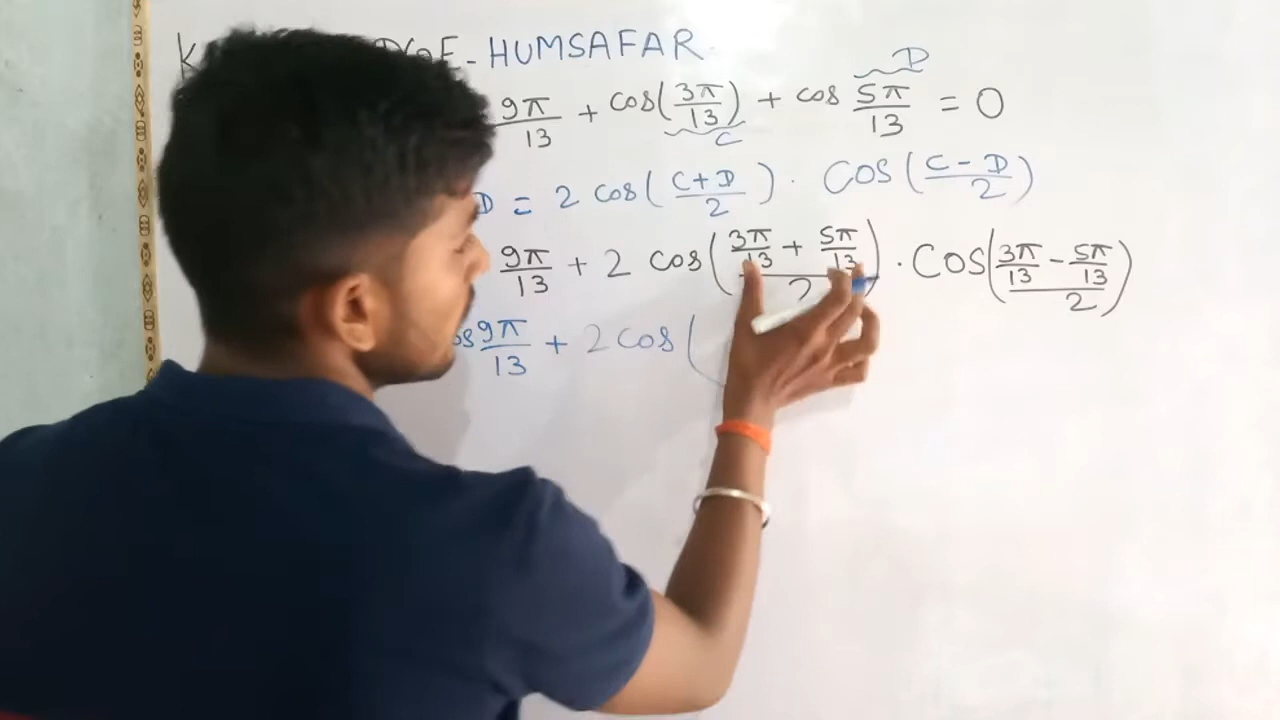 - HUMSAFAR
9π/13 + cos(3π/13) + cos 5π/13 = 0
C D
D = 2 cos(C+D/2) · cos(C-D/2)
9π/13 + 2 cos(3π/13 + 5π/13 / 2) · cos(3π/13 - 5π/13 / 2)
9π/13 + 2 cos(